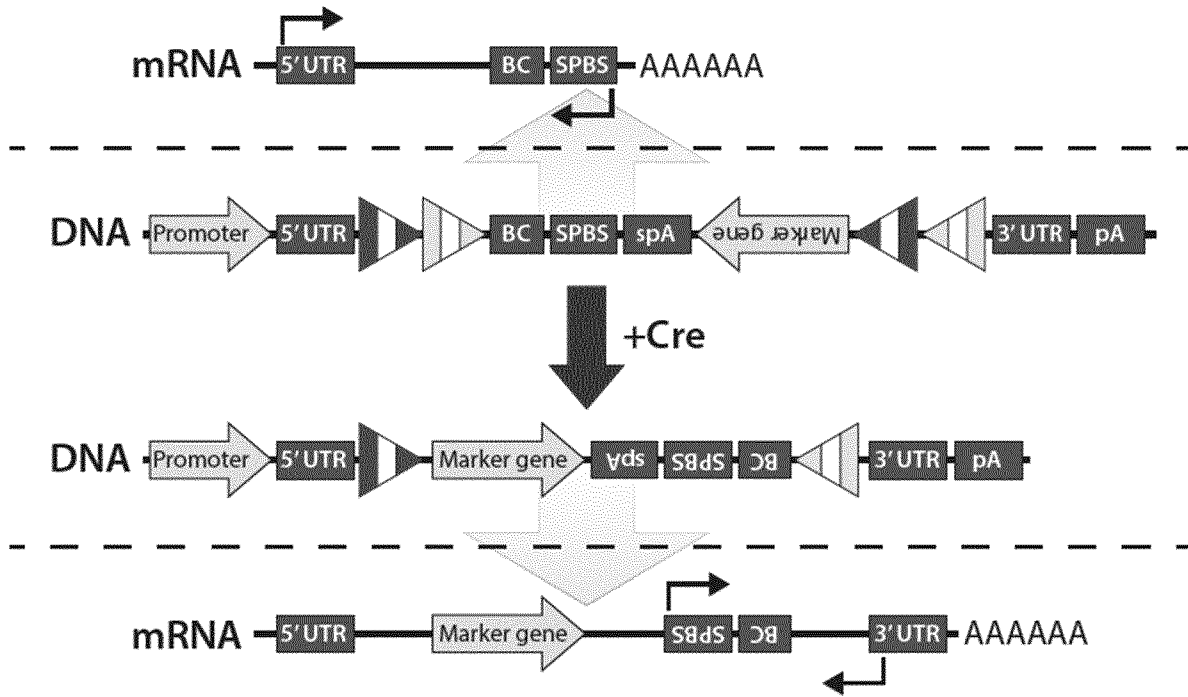 mRNA 5' UTR BC SPBS AAAAAA
DNA Promoter 5' UTR BC SPBS spA Marker gene 3' UTR pA
+Cre
DNA Promoter 5' UTR Marker gene spA SPBS BC 3' UTR pA
mRNA 5' UTR Marker gene SPBS BC 3' UTR AAAAAA